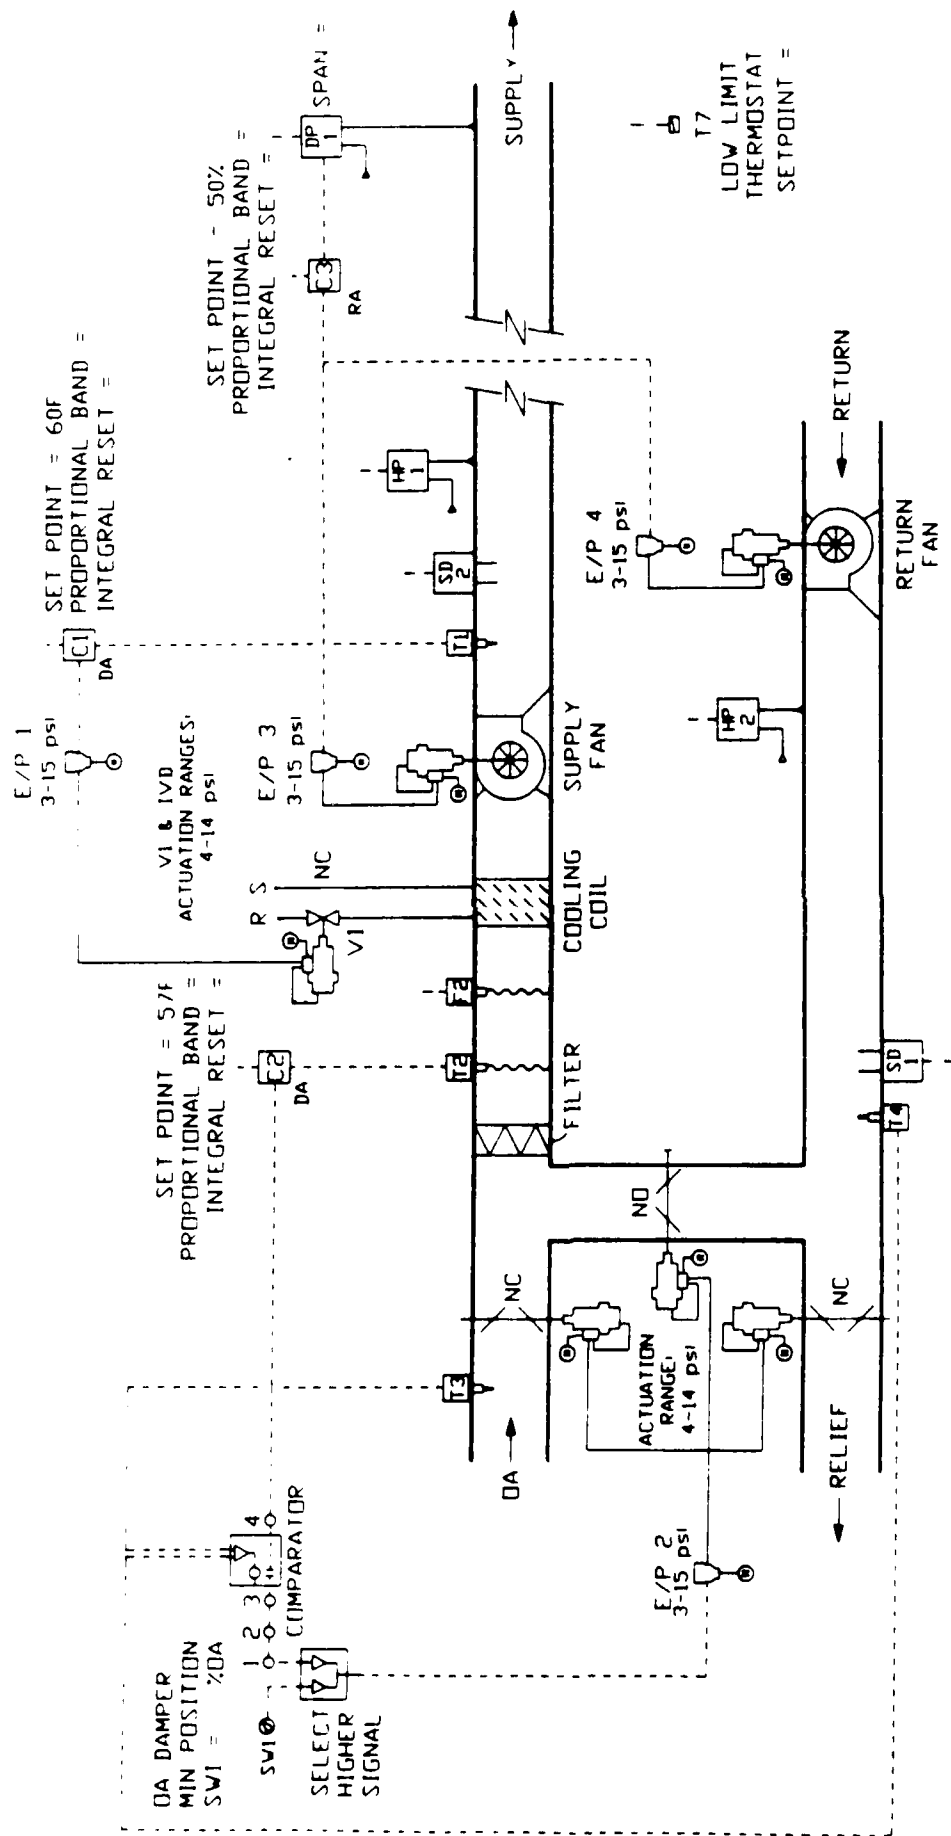 E/P 1
3-15 psi
C1
DA
SET POINT = 60F
PROPORTIONAL BAND =
INTEGRAL RESET =
V1 & IVD
ACTUATION RANGES:
4-14 psi
SET POINT = 57F
PROPORTIONAL BAND =
INTEGRAL RESET =
C2
DA
R
S
NC
V1
E/P 3
3-15 psi
SET POINT - 50%
PROPORTIONAL BAND =
INTEGRAL RESET =
C3
RA
DP
1
SPAN =
OA DAMPER
MIN POSITION
SW1 =
%OA
SW1
1
2
3
4
COMPARATOR
SELECT
HIGHER
SIGNAL
T3
T2
F2
T1
SD
2
HP
1
OA
NC
FILTER
COOLING
COIL
SUPPLY
FAN
SUPPLY
E/P 2
3-15 psi
ACTUATION
RANGE:
4-14 psi
NO
NC
HP
2
E/P 4
3-15 psi
T7
LOW LIMIT
THERMOSTAT
SETPOINT =
RELIEF
RETURN
T4
SD
1
RETURN
FAN
M
M
M
M
M
M
M
M
M
M